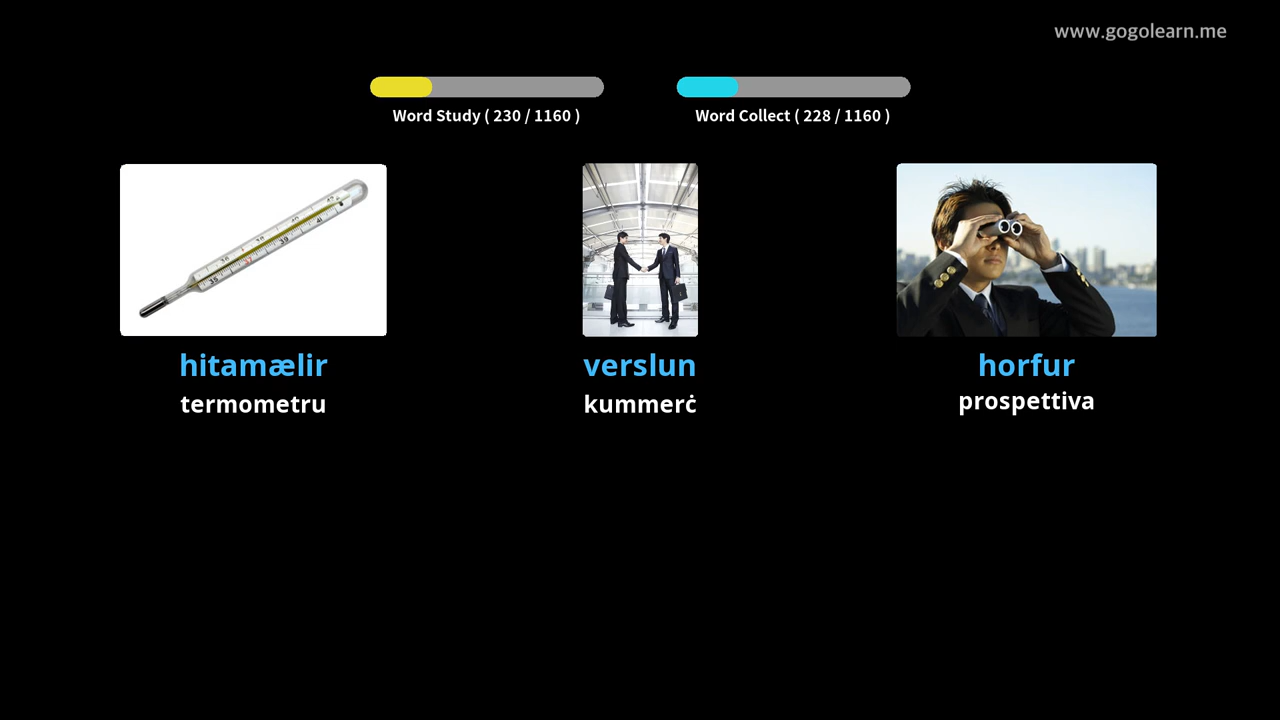 www.gogolearn.me
Word Study ( 230 / 1160 )
Word Collect ( 228 / 1160 )
hitamælir
verslun
horfur
termometru
kummerċ
prospettiva